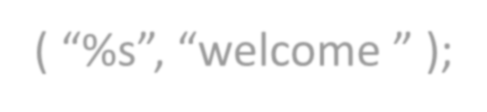 ( “%s”, “welcome ” );